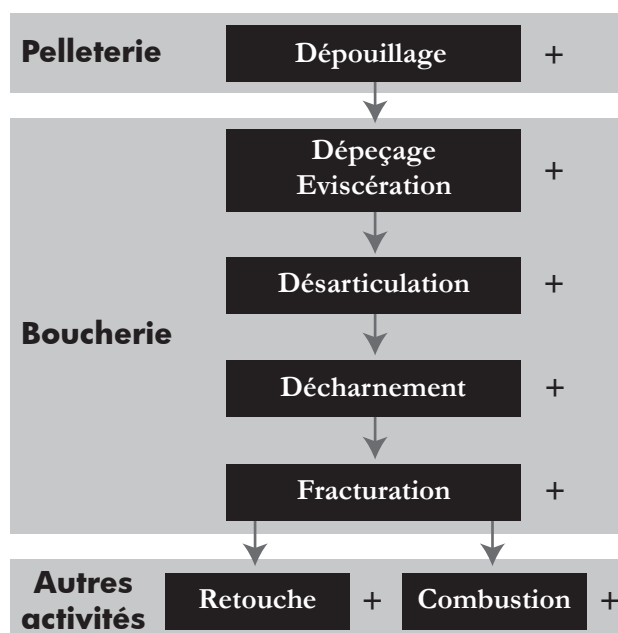 Pelleterie
Dépouillage +
Dépeçage
Eviscération +
Désarticulation +
Boucherie
Décharnement +
Fracturation +
Autres
activités
Retouche + Combustion +